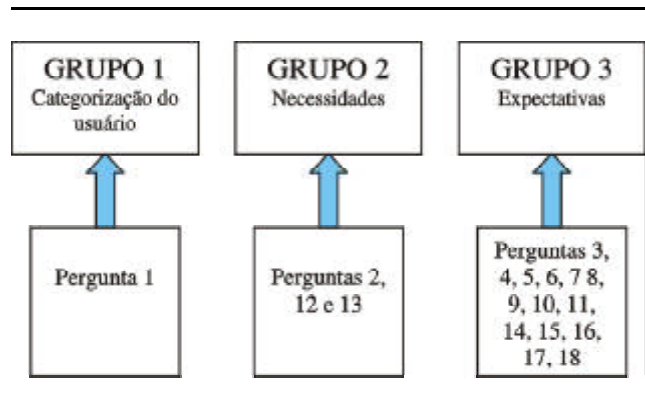 GRUPO 1
Categorização do
usuário
GRUPO 2
Necessidades
GRUPO 3
Expectativas
Pergunta 1
Perguntas 2,
12 e 13
Perguntas 3,
4, 5, 6, 7 8,
9, 10, 11,
14, 15, 16,
17, 18